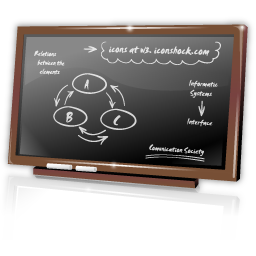 Relations
between the
elements
icons at w3. iconshock.com
A
B
C
Informatic
Systems
Interface
Comunication Society